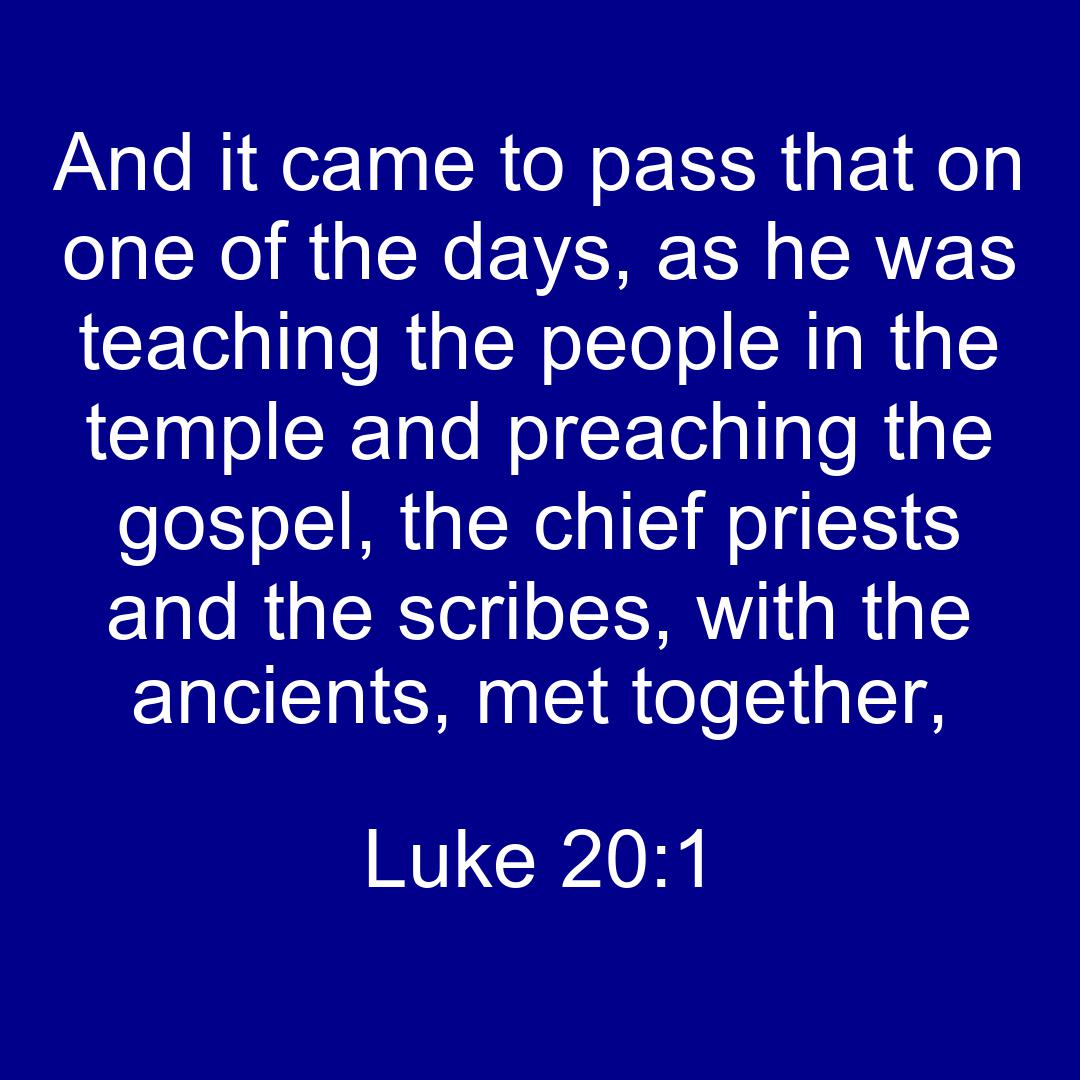 And it came to pass that on
one of the days, as he was
teaching the people in the
temple and preaching the
gospel, the chief priests
and the scribes, with the
ancients, met together,
Luke 20:1